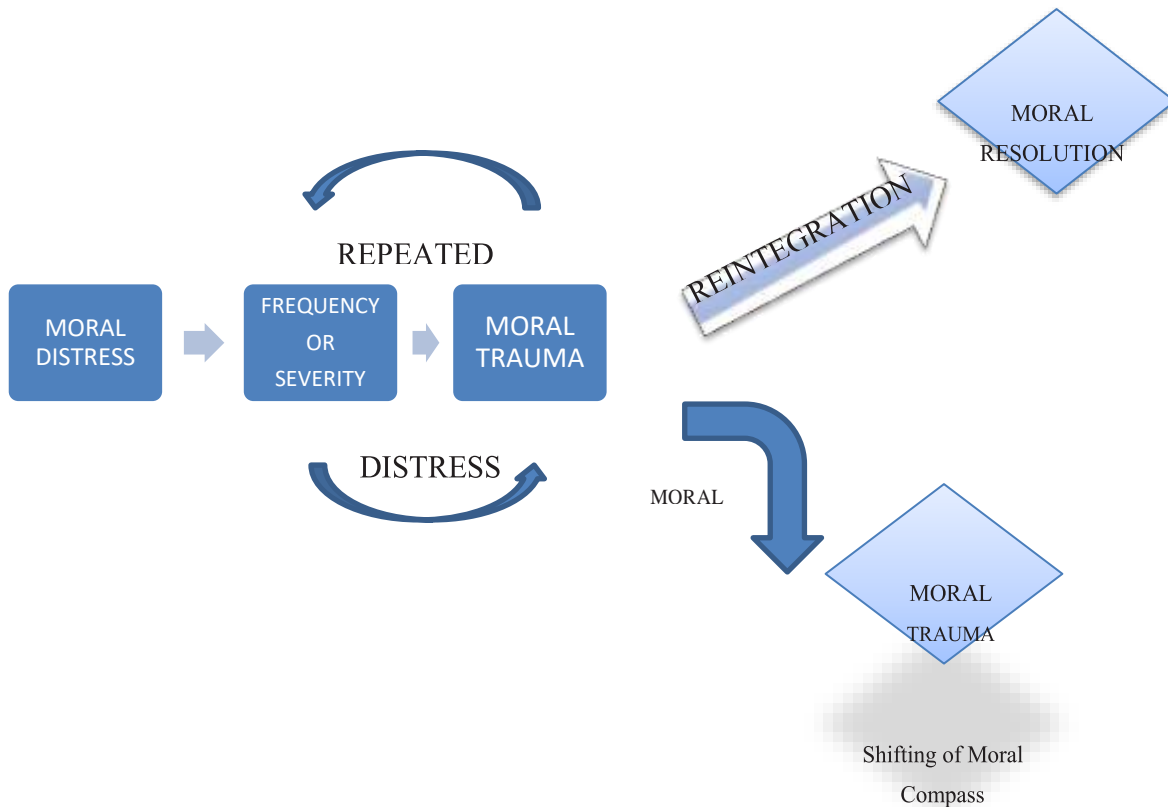 MORAL
RESOLUTION
REINTEGRATION
REPEATED
MORAL
DISTRESS
FREQUENCY
OR
SEVERITY
MORAL
TRAUMA
DISTRESS
MORAL
MORAL
TRAUMA
Shifting of Moral
Compass